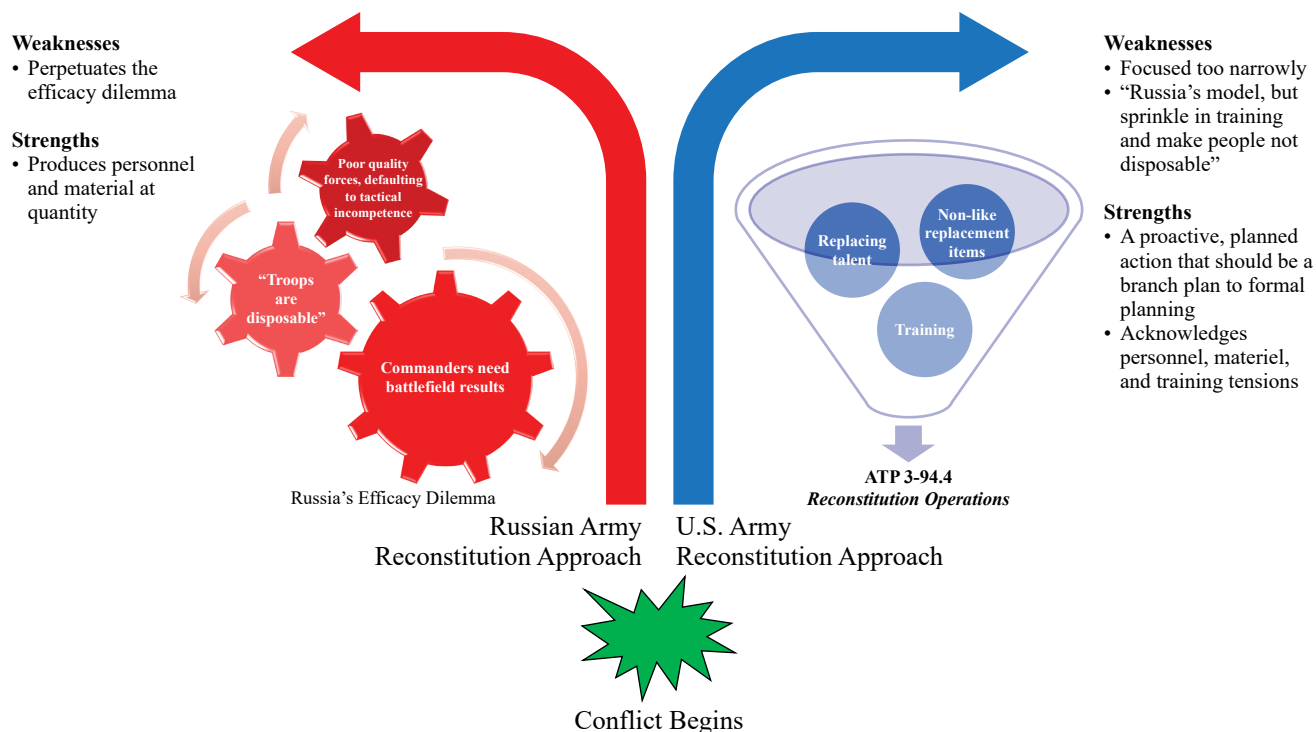 Weaknesses
• Perpetuates the
efficacy dilemma
Strengths
• Produces personnel
and material at
quantity
Poor quality
forces, defaulting
to tactical
incompetence
“Troops
are
disposable”
Commanders need
battlefield results
Russia’s Efficacy Dilemma
Russian Army
Reconstitution Approach
U.S. Army
Reconstitution Approach
Replacing
talent
Non-like
replacement
items
Training
ATP 3-94.4
Reconstitution Operations
Weaknesses
• Focused too narrowly
• “Russia’s model, but
sprinkle in training
and make people not
disposable”
Strengths
• A proactive, planned
action that should be a
branch plan to formal
planning
• Acknowledges
personnel, materiel,
and training tensions
Conflict Begins